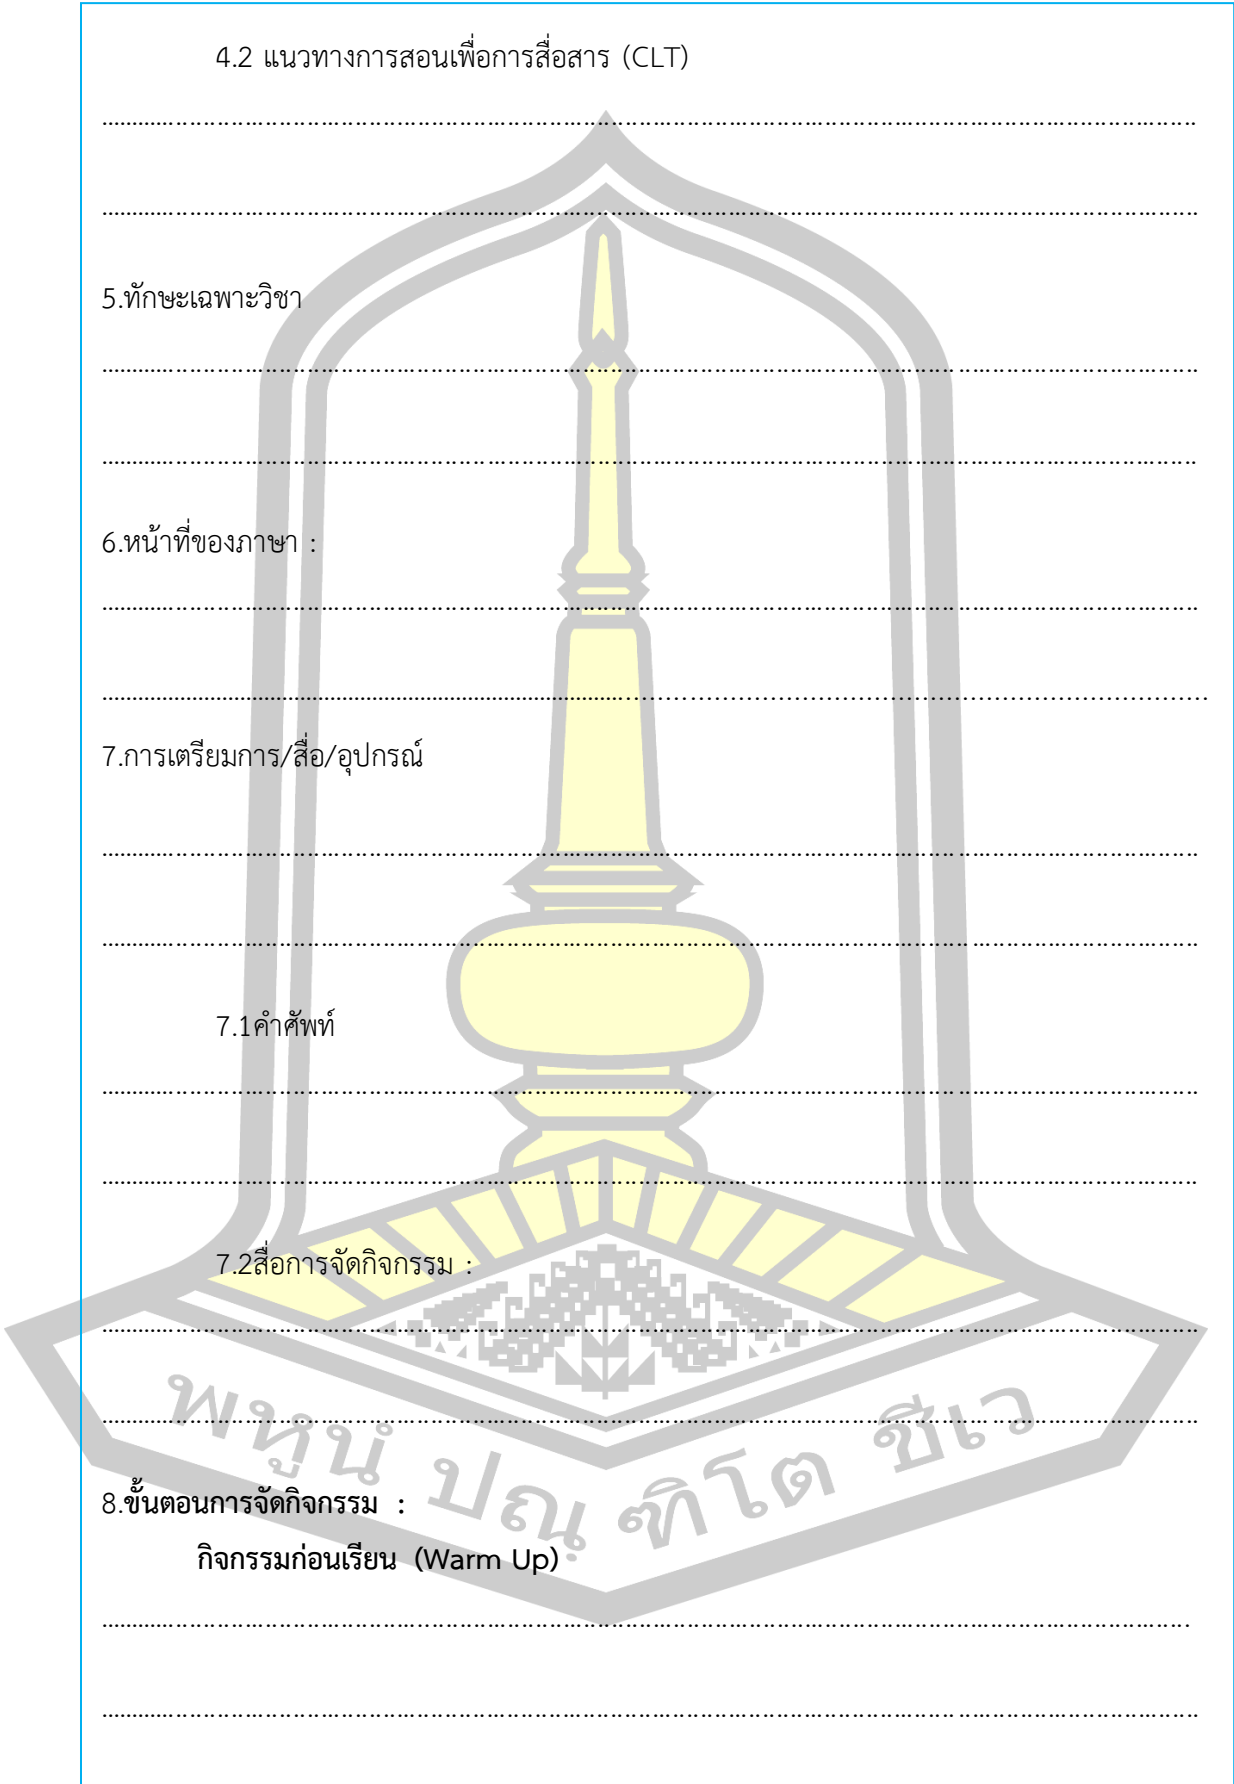 4.2 แนวทางการสอนเพื่อการสื่อสาร (CLT)
................................................................................
................................................................................
5.ทักษะเฉพาะวิชา
................................................................................
................................................................................
6.หน้าที่ของภาษา :
................................................................................
................................................................................
7.การเตรียมการ/สื่อ/อุปกรณ์
................................................................................
................................................................................
7.1คำศัพท์
................................................................................
................................................................................
7.2สื่อการจัดกิจกรรม :
................................................................................
................................................................................
พหูนํ ปณฺฑิโต ชีเว
8.ขั้นตอนการจัดกิจกรรม :
กิจกรรมก่อนเรียน (Warm Up)
................................................................................
................................................................................